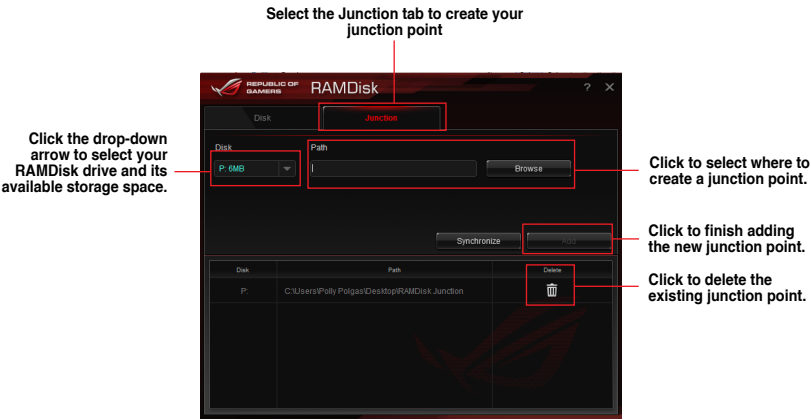 Select the Junction tab to create your
junction point
REPUBLIC OF
GAMERS
RAMDisk
?
Disk
Junction
Click the drop-down
arrow to select your
RAMDisk drive and its
available storage space.
Disk
Path
P: 6MB
Browse
Click to select where to
create a junction point.
Synchronize
Add
Click to finish adding
the new junction point.
Disk
Path
Delete
P:
C:\Users\Polly Polgas\Desktop\RAMDisk Junction
Click to delete the
existing junction point.